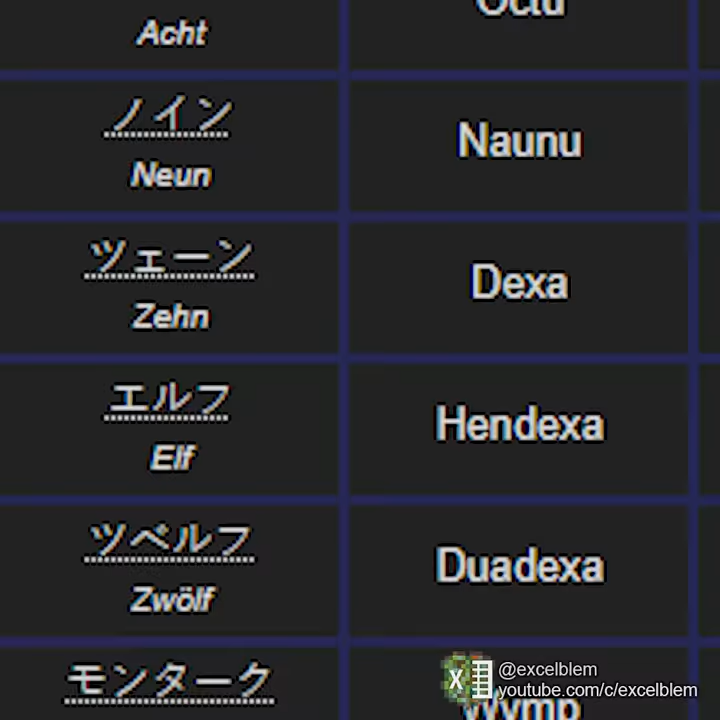 Octu
Acht
ノイン
Naunu
Neun
ツェーン
Dexa
Zehn
エルフ
Hendexa
Elf
ツベルフ
Duadexa
Zwölf
モンターク
@excelblem
youtube.com/c/excelblem